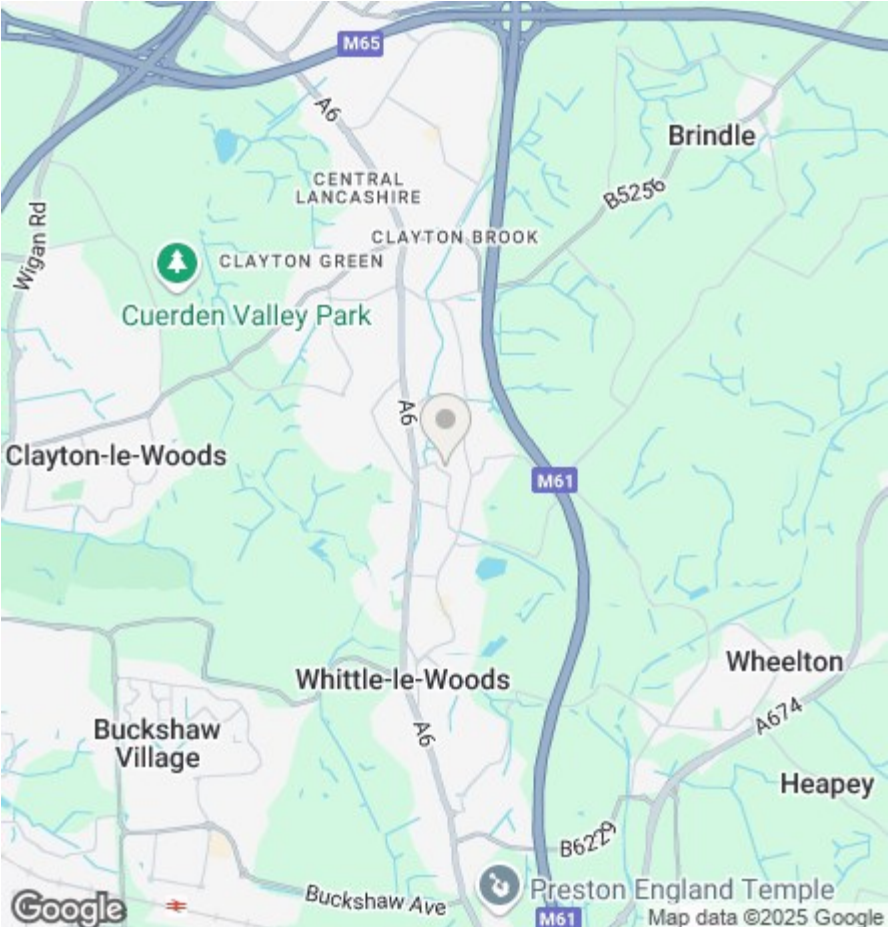 M65
A6
Brindle
CENTRAL
LANCASHIRE
B5256
Wigan Rd
CLAYTON BROOK
CLAYTON GREEN
Cuerden Valley Park
A6
Clayton-le-Woods
M61
Wheelton
Whittle-le-Woods
A674
Buckshaw
Village
A6
Heapey
B6229
Preston England Temple
Buckshaw Ave
Google
M61
Map data ©2025 Google